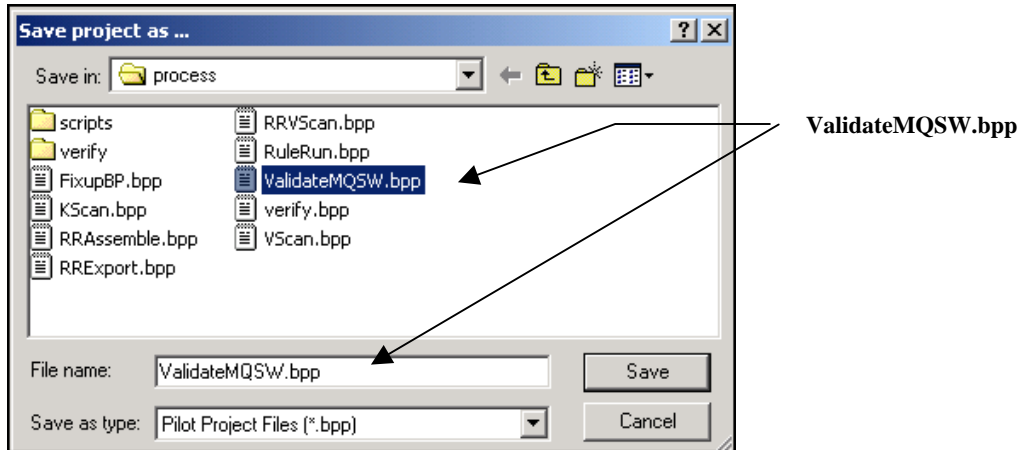 Save project as ...
Save in: process
scripts
verify
FixupBP.bpp
KScan.bpp
RRAssemble.bpp
RRExport.bpp
RRVScan.bpp
RuleRun.bpp
ValidateMQSW.bpp
verify.bpp
VScan.bpp
ValidateMQSW.bpp
File name: ValidateMQSW.bpp
Save
Save as type: Pilot Project Files (*.bpp)
Cancel